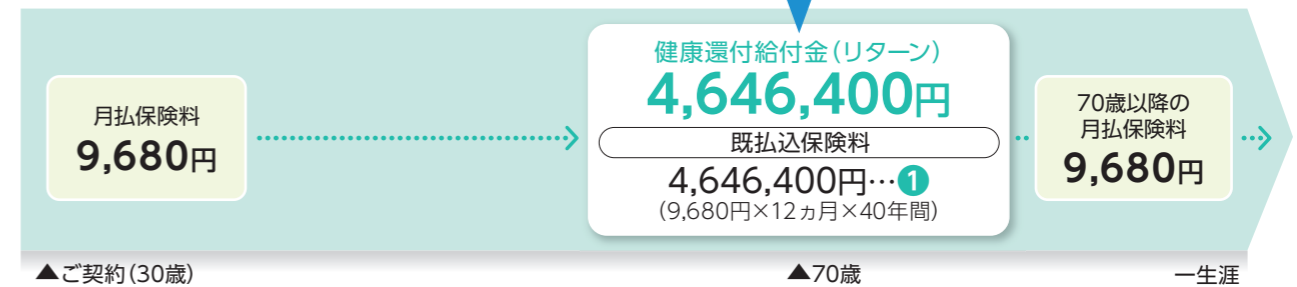 月払保険料
9,680円
健康還付給付金(リターン)
4,646,400円
既払込保険料
4,646,400円…❶
(9,680円×12ヵ月×40年間)
70歳以降の
月払保険料
9,680円
▲ご契約(30歳)
▲70歳
一生涯